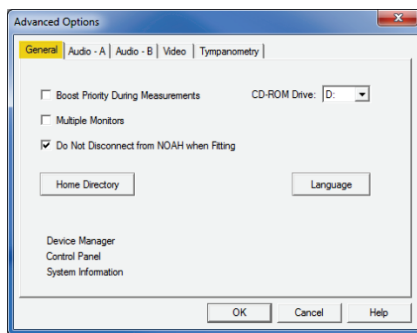 Advanced Options
General Audio - A Audio - B Video Tympanometry
Boost Priority During Measurements CD-ROM Drive: D:
Multiple Monitors
Do Not Disconnect from NOAH when Fitting
Home Directory Language
Device Manager
Control Panel
System Information
OK Cancel Help